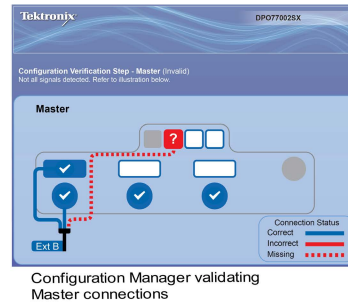 Tektronix
DPO77002SX
Configuration Verification Step - Master (Invalid)
Not all signals detected. Refer to illustration below.
Master
?
Ext B
Connection Status
Correct
Incorrect
Missing
Configuration Manager validating
Master connections